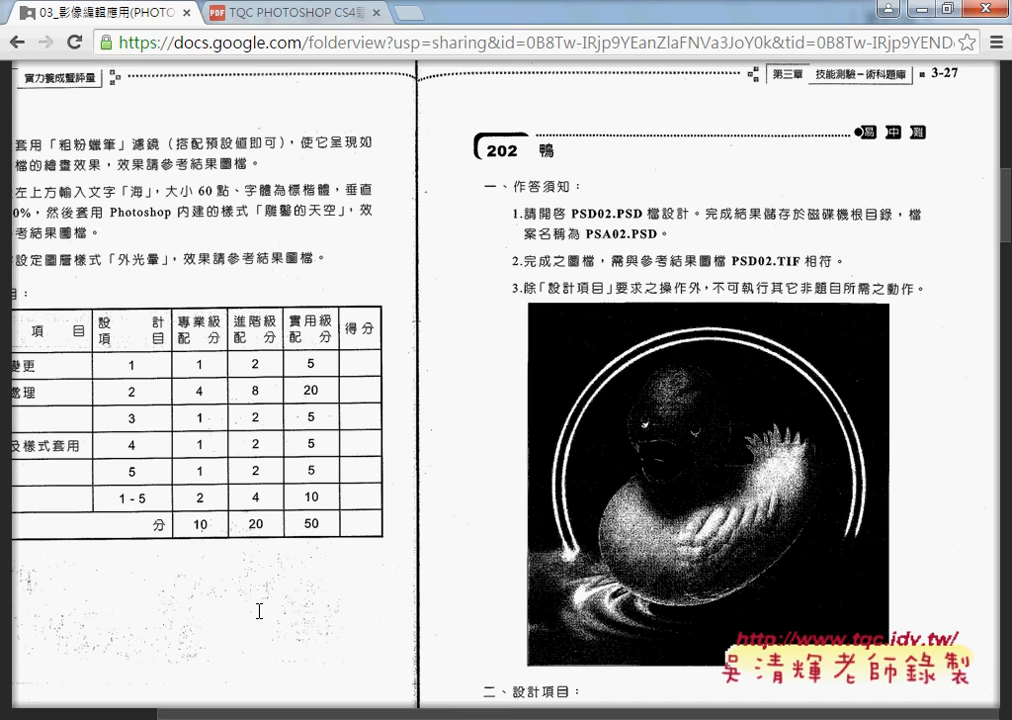 03_影像編輯應用(PHOTO
TQC PHOTOSHOP CS4
https://docs.google.com/folderview?usp=sharing&id=0B8Tw-IRjp9YEanZlaFNVa3JoY0k&tid=0B8Tw-IRjp9YEND
實力養成暨評量
套用「粗粉蠟筆」濾鏡（搭配預設值即可），使它呈現如
檔的繪畫效果，效果請參考結果圖檔。
左上方輸入文字「海」，大小 60 點、字體為標楷體，垂直
0%，然後套用 Photoshop 內建的樣式「雕鑿的天空」，效
考結果圖檔。
設定圖層樣式「外光暈」，效果請參考結果圖檔。
目：
項 目 設計項目 專業級配分 進階級配分 實用級配分 得分
變更 1 1 2 5
處理 2 4 8 20
3 1 2 5
及樣式套用 4 1 2 5
5 1 2 5
1 - 5 2 4 10
分 10 20 50
第三章 技能測驗－術科題庫 3-27
易 中 難
202 鴨
一、作答須知：
1.請開啓 PSD02.PSD 檔設計。完成結果儲存於磁碟機根目錄，檔
案名稱為 PSA02.PSD。
2.完成之圖檔，需與參考結果圖檔 PSD02.TIF 相符。
3.除「設計項目」要求之操作外，不可執行其它非題目所需之動作。
http://www.tqc.idv.tw/
吳清輝老師錄製
二、設計項目：